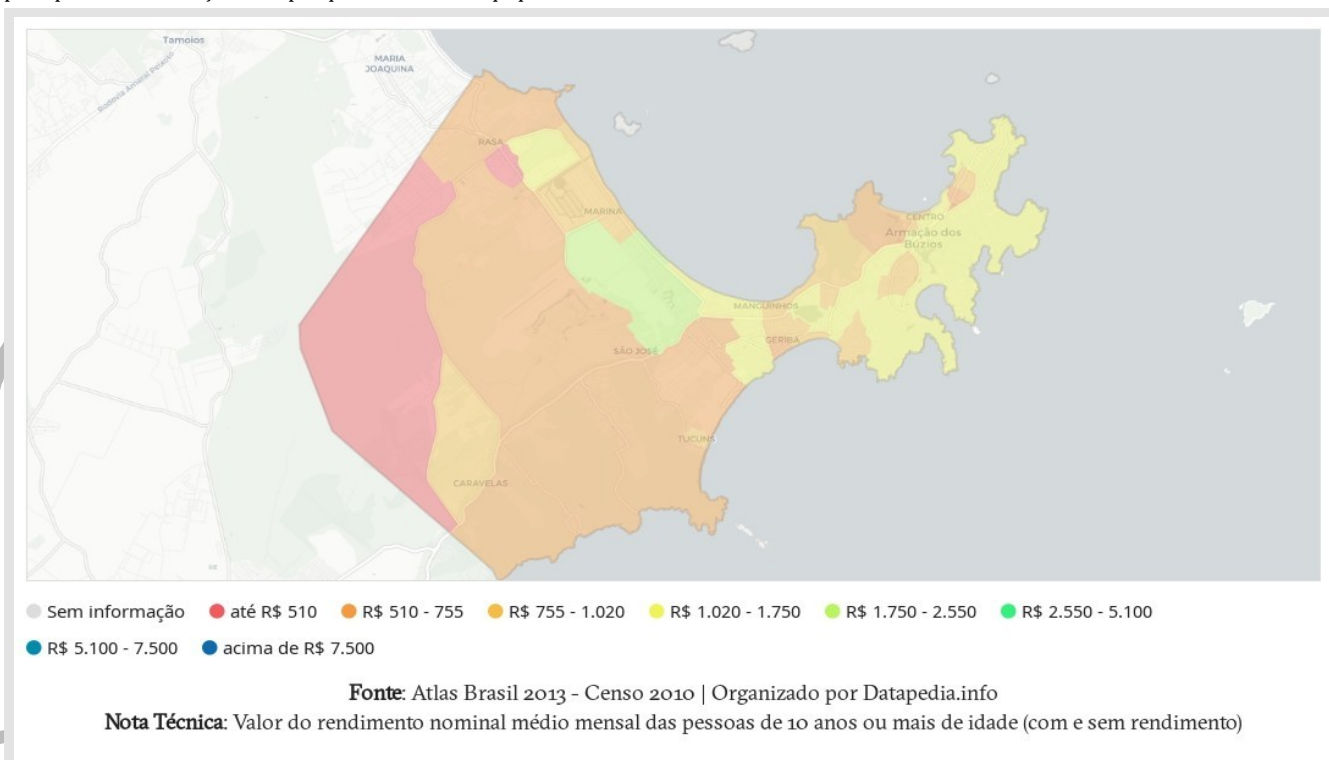 Tamoios
MARIA
JOAQUINA
Rodovia Amaral Peixoto
RASA
MARINA
CENTRO
Armação dos
Búzios
MANGUINHOS
GERIBA
SÃO JOSÉ
TUCUNS
CARAVELAS
Sem informação até R$ 510 R$ 510 - 755 R$ 755 - 1.020 R$ 1.020 - 1.750 R$ 1.750 - 2.550 R$ 2.550 - 5.100
R$ 5.100 - 7.500 acima de R$ 7.500
Fonte: Atlas Brasil 2013 - Censo 2010 | Organizado por Datapedia.info
Nota Técnica: Valor do rendimento nominal médio mensal das pessoas de 10 anos ou mais de idade (com e sem rendimento)